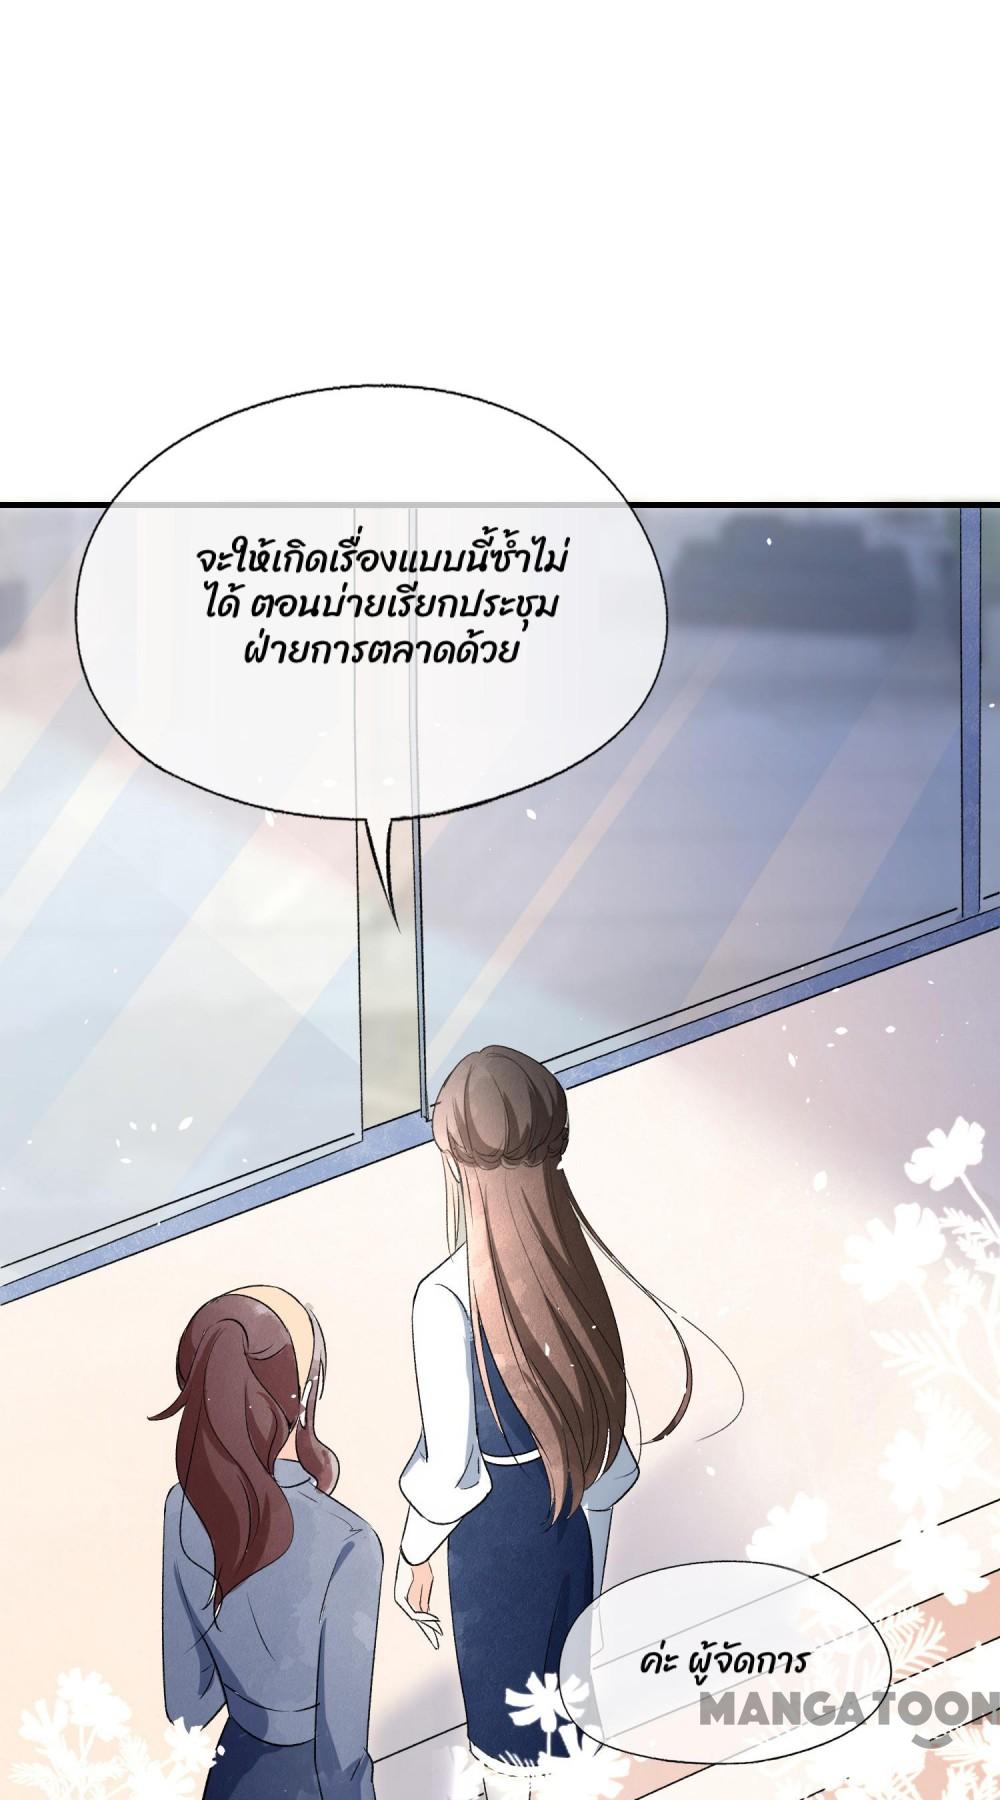 จะให้เกิดเรื่องแบบนี้ซ้ำไม่
ได้ ตอนบ่ายเรียกประชุม
ฝ่ายการตลาดด้วย
ค่ะ ผู้จัดการ
MANGATOON